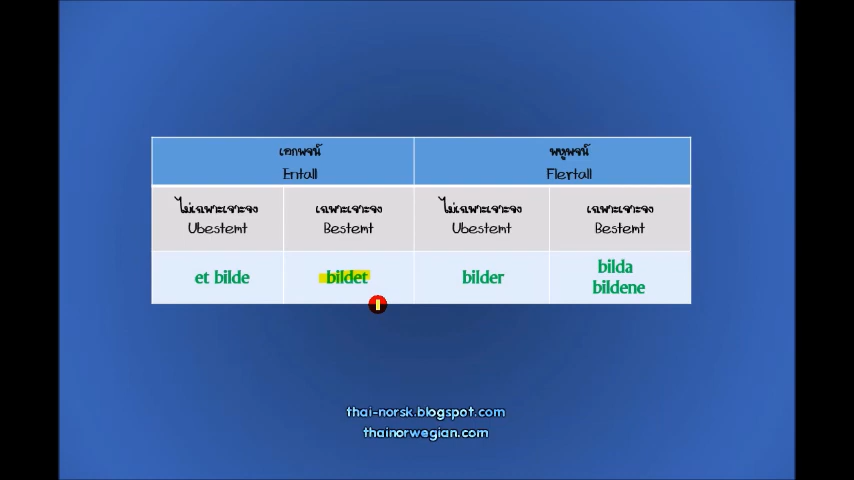 เอกพจน์
Entall
พหูพจน์
Flertall
ไม่เฉพาะเจาะจง
Ubestemt
เฉพาะเจาะจง
Bestemt
ไม่เฉพาะเจาะจง
Ubestemt
เฉพาะเจาะจง
Bestemt
et bilde
bildet
bilder
bilda
bildene
thai-norsk.blogspot.com
thainorwegian.com